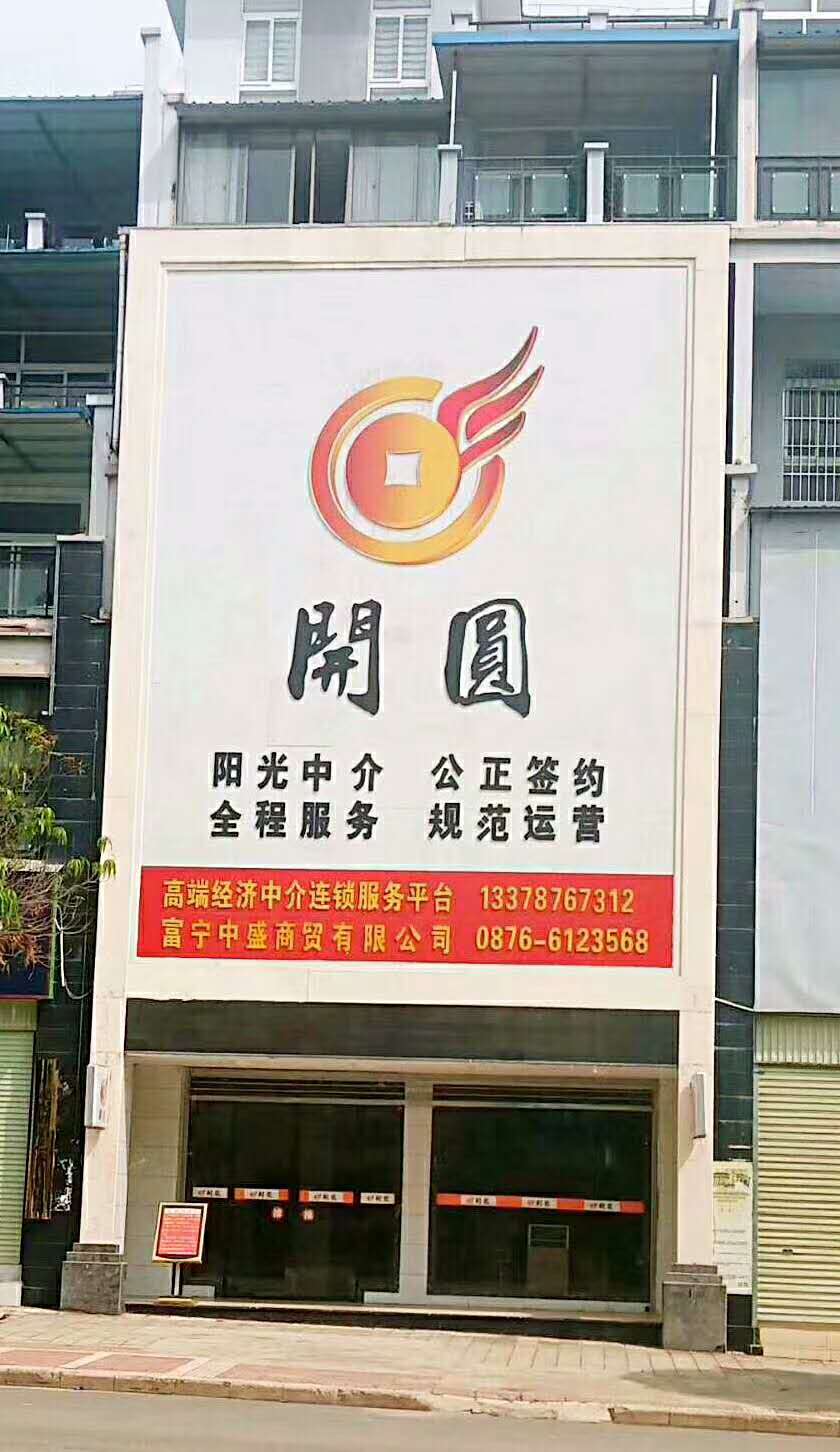 開圓
阳光中介 公正签约
全程服务 规范运营
高端经济中介连锁服务平台 13378767312
富宁中盛商贸有限公司 0876-6123568